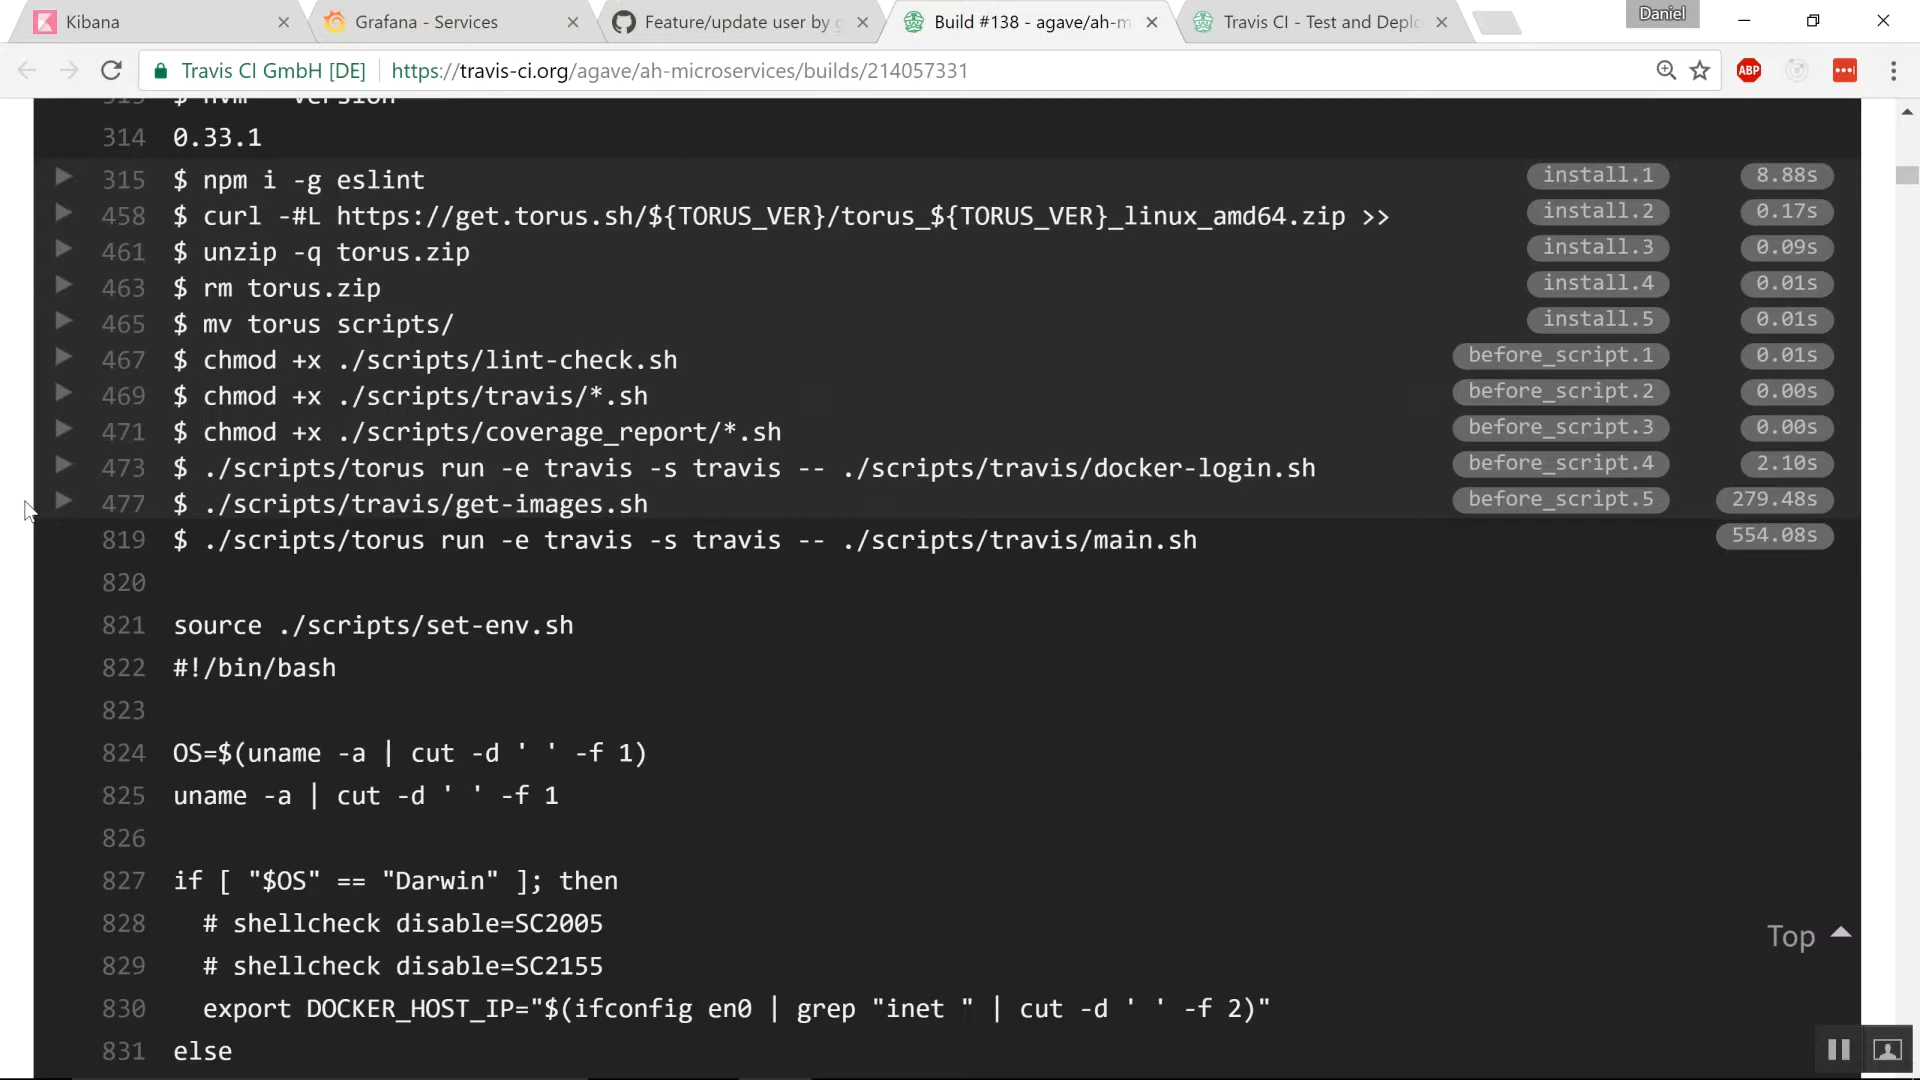 Kibana
Grafana - Services
Feature/update user by g
Build #138 - agave/ah-m
Travis CI - Test and Deplo
Daniel
Travis CI GmbH [DE] https://travis-ci.org/agave/ah-microservices/builds/214057331
ABP
313 $ nvm --version
314 0.33.1
315 $ npm i -g eslint install.1 8.88s
458 $ curl -#L https://get.torus.sh/${TORUS_VER}/torus_${TORUS_VER}_linux_amd64.zip >> install.2 0.17s
461 $ unzip -q torus.zip install.3 0.09s
463 $ rm torus.zip install.4 0.01s
465 $ mv torus scripts/ install.5 0.01s
467 $ chmod +x ./scripts/lint-check.sh before_script.1 0.01s
469 $ chmod +x ./scripts/travis/*.sh before_script.2 0.00s
471 $ chmod +x ./scripts/coverage_report/*.sh before_script.3 0.00s
473 $ ./scripts/torus run -e travis -s travis -- ./scripts/travis/docker-login.sh before_script.4 2.10s
477 $ ./scripts/travis/get-images.sh before_script.5 279.48s
819 $ ./scripts/torus run -e travis -s travis -- ./scripts/travis/main.sh 554.08s
820
821 source ./scripts/set-env.sh
822 #!/bin/bash
823
824 OS=$(uname -a | cut -d ' ' -f 1)
825 uname -a | cut -d ' ' -f 1
826
827 if [ "$OS" == "Darwin" ]; then
828 # shellcheck disable=SC2005
829 # shellcheck disable=SC2155
830 export DOCKER_HOST_IP="$(ifconfig en0 | grep "inet " | cut -d ' ' -f 2)"
831 else
Top